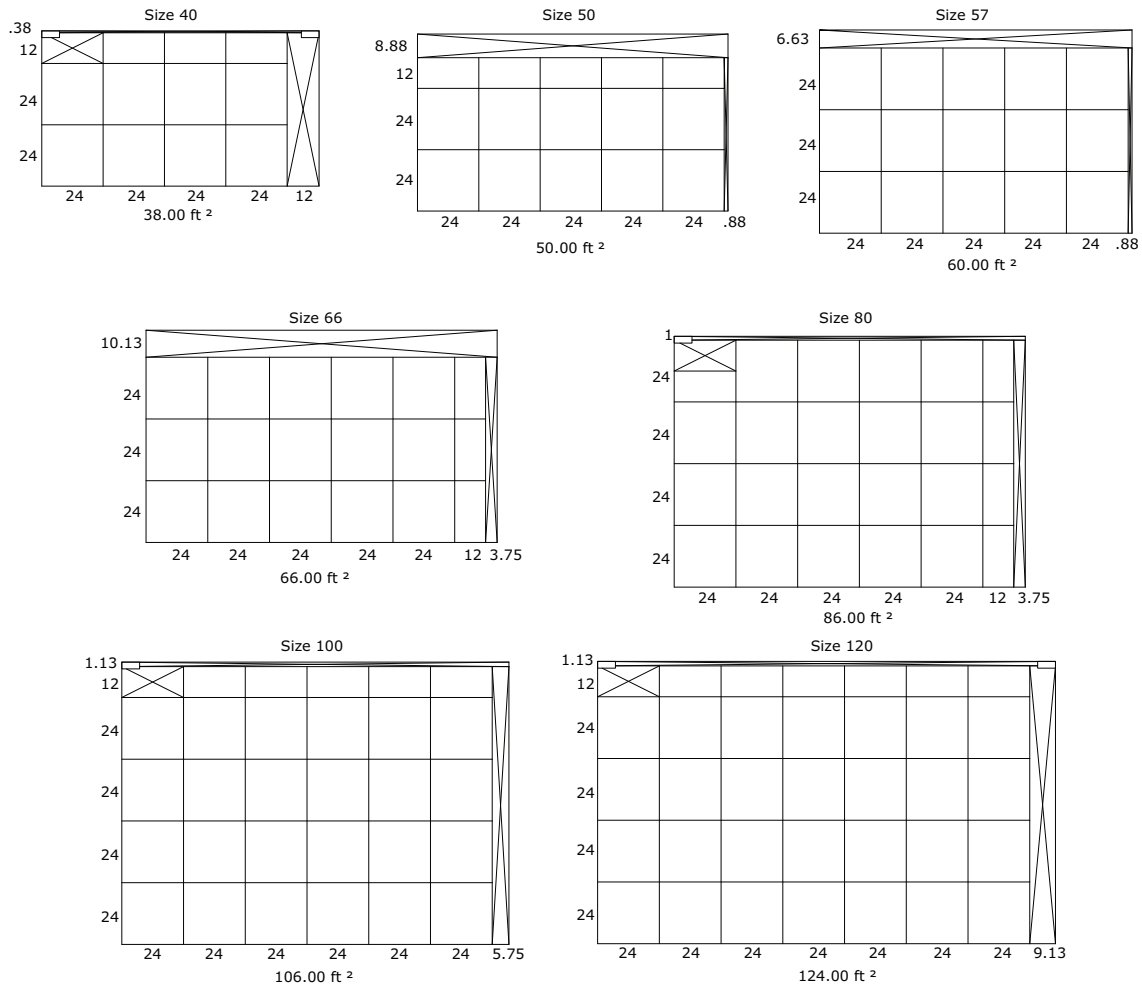 Size 40
.38
12
24
24
24 24 24 24 12
38.00 ft ²
Size 50
8.88
12
24
24
24 24 24 24 24 .88
50.00 ft ²
Size 57
6.63
24
24
24
24 24 24 24 24 .88
60.00 ft ²
Size 66
10.13
24
24
24
24 24 24 24 24 12 3.75
66.00 ft ²
Size 80
1
24
24
24
24
24 24 24 24 24 12 3.75
86.00 ft ²
Size 100
1.13
12
24
24
24
24
24 24 24 24 24 24 5.75
106.00 ft ²
Size 120
1.13
12
24
24
24
24
24 24 24 24 24 24 24 9.13
124.00 ft ²